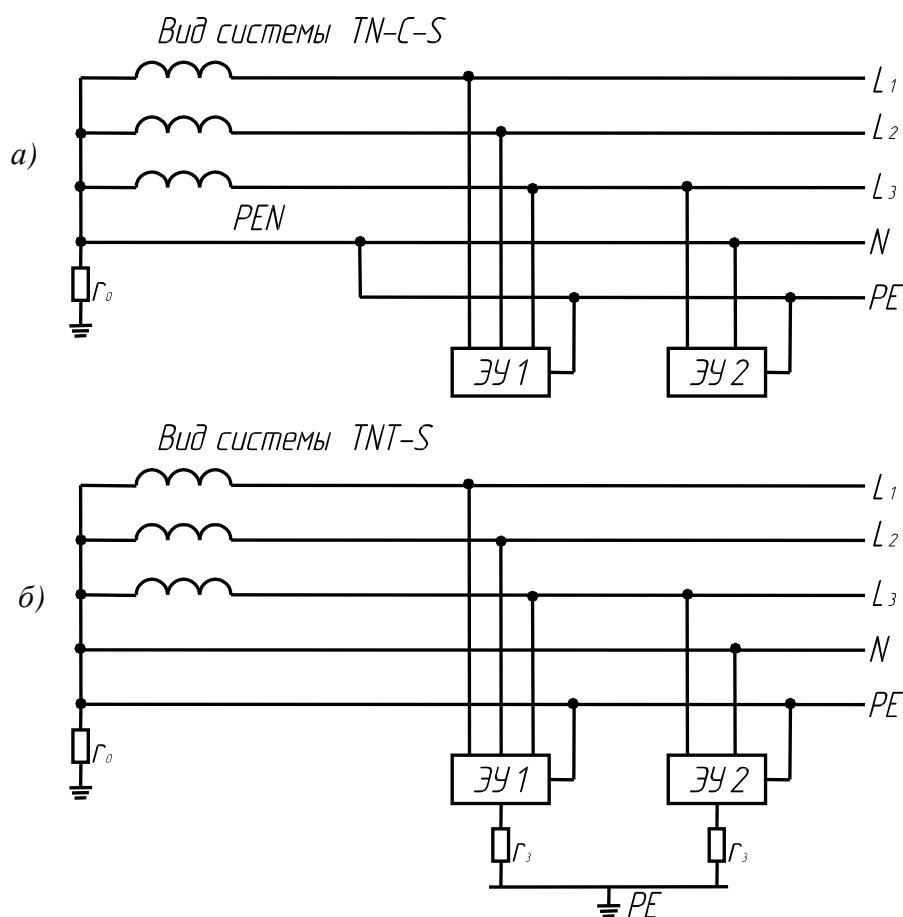 Вид системы TN-C-S
L1
L2
а)
L3
PEN
N
r0
PE
ЭУ 1
ЭУ 2
Вид системы TNT-S
L1
L2
б)
L3
N
PE
r0
ЭУ 1
ЭУ 2
rз
rз
PE